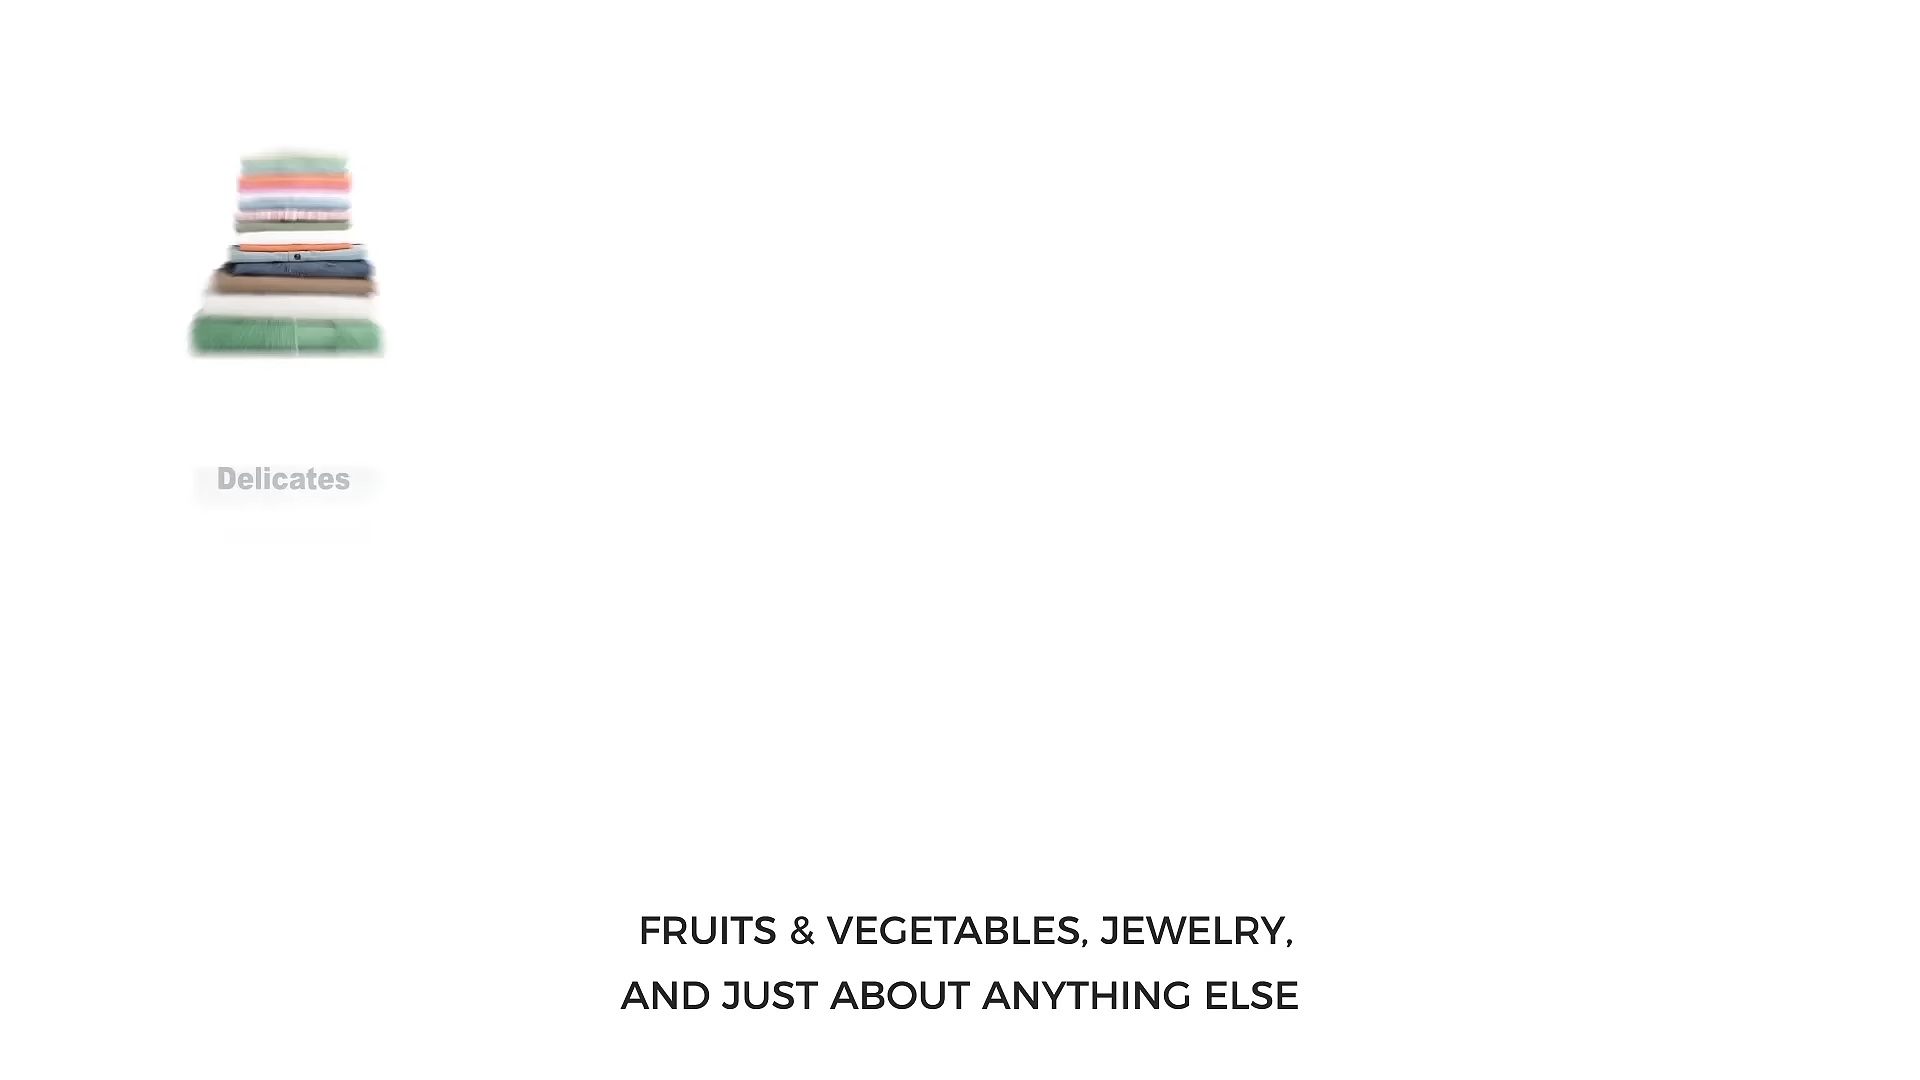 Delicates
FRUITS & VEGETABLES, JEWELRY,
AND JUST ABOUT ANYTHING ELSE